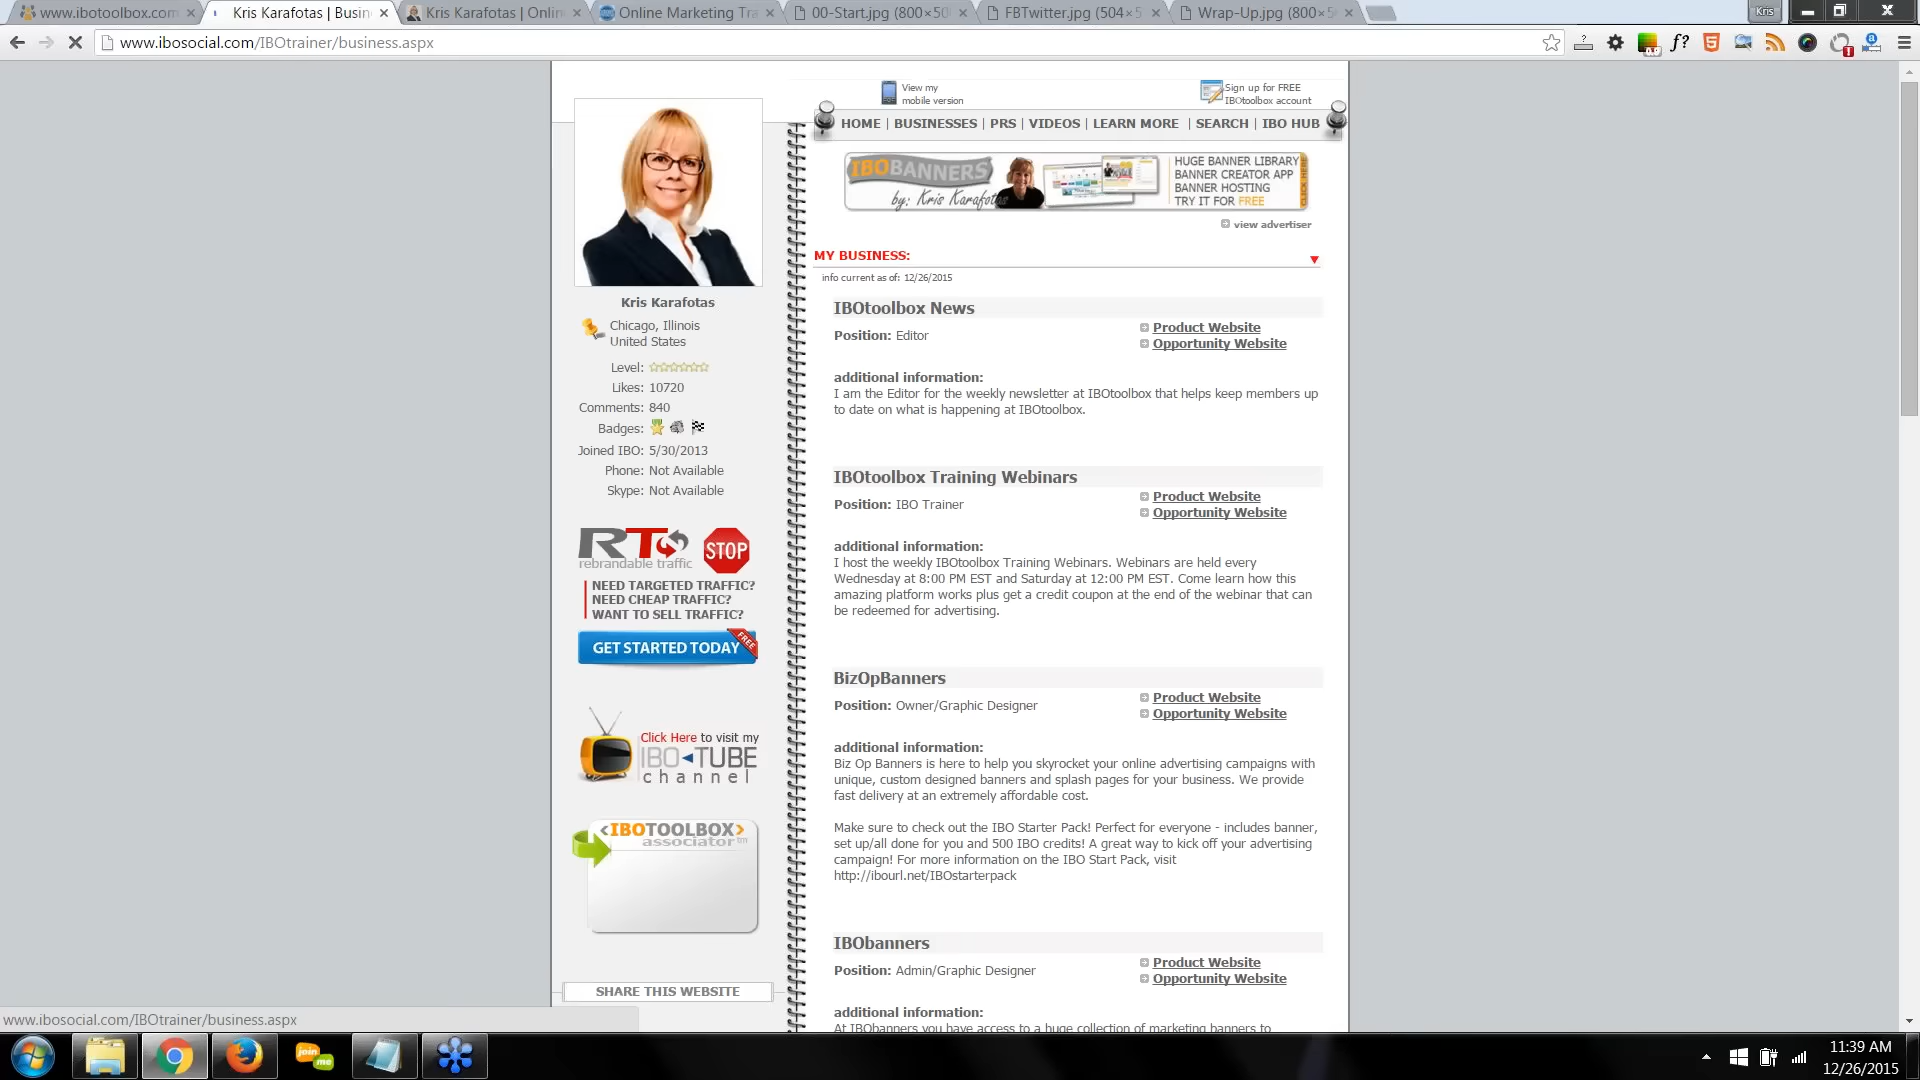 www.ibotoolbox.com
Kris Karafotas | Busin
Kris Karafotas | Onlin
Online Marketing Tra
00-Start.jpg (800×50
FBTwitter.jpg (504×5
Wrap-Up.jpg (800×5
Kris
www.ibosocial.com/IBOtrainer/business.aspx
View my
mobile version
Sign up for FREE
IBOtoolbox account
HOME | BUSINESSES | PRS | VIDEOS | LEARN MORE | SEARCH | IBO HUB
IBOBANNERS
by: Kris Karafotas
HUGE BANNER LIBRARY
BANNER CREATOR APP
BANNER HOSTING
TRY IT FOR FREE
CLICK HERE
view advertiser
MY BUSINESS:
info current as of: 12/26/2015
Kris Karafotas
Chicago, Illinois
United States
Level:
Likes: 10720
Comments: 840
Badges:
Joined IBO: 5/30/2013
Phone: Not Available
Skype: Not Available
RT
rebrandable traffic
STOP
NEED TARGETED TRAFFIC?
NEED CHEAP TRAFFIC?
WANT TO SELL TRAFFIC?
GET STARTED TODAY
FREE
Click Here to visit my
IBO TUBE
channel
<IBOTOOLBOX>
associator™
SHARE THIS WEBSITE
IBOtoolbox News
Position: Editor
Product Website
Opportunity Website
additional information:
I am the Editor for the weekly newsletter at IBOtoolbox that helps keep members up
to date on what is happening at IBOtoolbox.
IBOtoolbox Training Webinars
Position: IBO Trainer
Product Website
Opportunity Website
additional information:
I host the weekly IBOtoolbox Training Webinars. Webinars are held every
Wednesday at 8:00 PM EST and Saturday at 12:00 PM EST. Come learn how this
amazing platform works plus get a credit coupon at the end of the webinar that can
be redeemed for advertising.
BizOpBanners
Position: Owner/Graphic Designer
Product Website
Opportunity Website
additional information:
Biz Op Banners is here to help you skyrocket your online advertising campaigns with
unique, custom designed banners and splash pages for your business. We provide
fast delivery at an extremely affordable cost.
Make sure to check out the IBO Starter Pack! Perfect for everyone - includes banner,
set up/all done for you and 500 IBO credits! A great way to kick off your advertising
campaign! For more information on the IBO Start Pack, visit
http://ibourl.net/IBOstarterpack
IBObanners
Position: Admin/Graphic Designer
Product Website
Opportunity Website
additional information:
At IBObanners you have access to a huge collection of marketing banners to
www.ibosocial.com/IBOtrainer/business.aspx
join
me
11:39 AM
12/26/2015